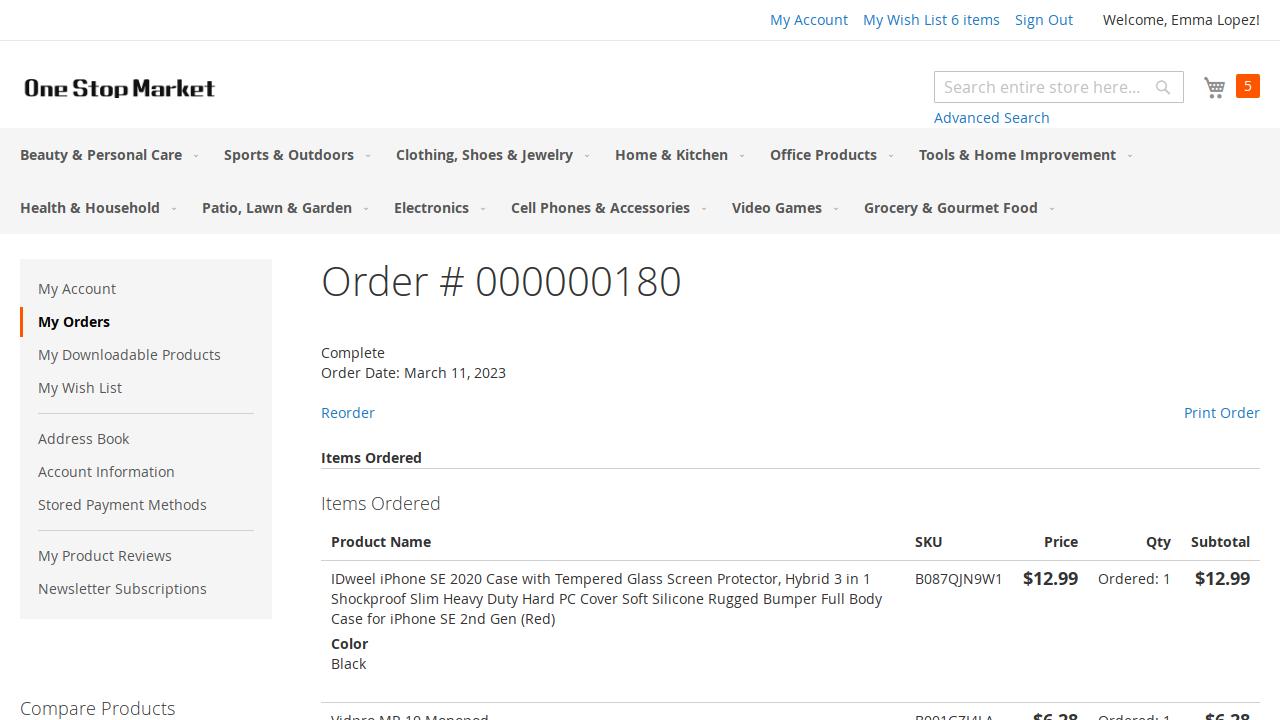 My Account My Wish List 6 items Sign Out Welcome, Emma Lopez!
One Stop Market
Search entire store here...
5
Advanced Search
Beauty & Personal Care Sports & Outdoors Clothing, Shoes & Jewelry Home & Kitchen Office Products Tools & Home Improvement
Health & Household Patio, Lawn & Garden Electronics Cell Phones & Accessories Video Games Grocery & Gourmet Food
My Account
My Orders
My Downloadable Products
My Wish List
Address Book
Account Information
Stored Payment Methods
My Product Reviews
Newsletter Subscriptions
Compare Products
Order # 000000180
Complete
Order Date: March 11, 2023
Reorder Print Order
Items Ordered
Items Ordered
Product Name SKU Price Qty Subtotal
IDweel iPhone SE 2020 Case with Tempered Glass Screen Protector, Hybrid 3 in 1 B087QJN9W1 $12.99 Ordered: 1 $12.99
Shockproof Slim Heavy Duty Hard PC Cover Soft Silicone Rugged Bumper Full Body
Case for iPhone SE 2nd Gen (Red)
Color
Black
Vidpro MP-10 Monopod $6.28 Ordered: 1 $6.28